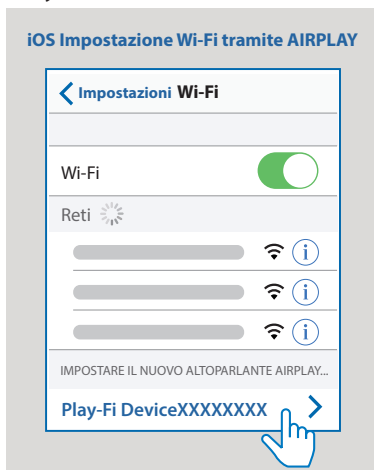 iOS Impostazione Wi-Fi tramite AIRPLAY
Impostazioni Wi-Fi
Wi-Fi
Reti
IMPOSTARE IL NUOVO ALTOPARLANTE AIRPLAY...
Play-Fi DeviceXXXXXXXX